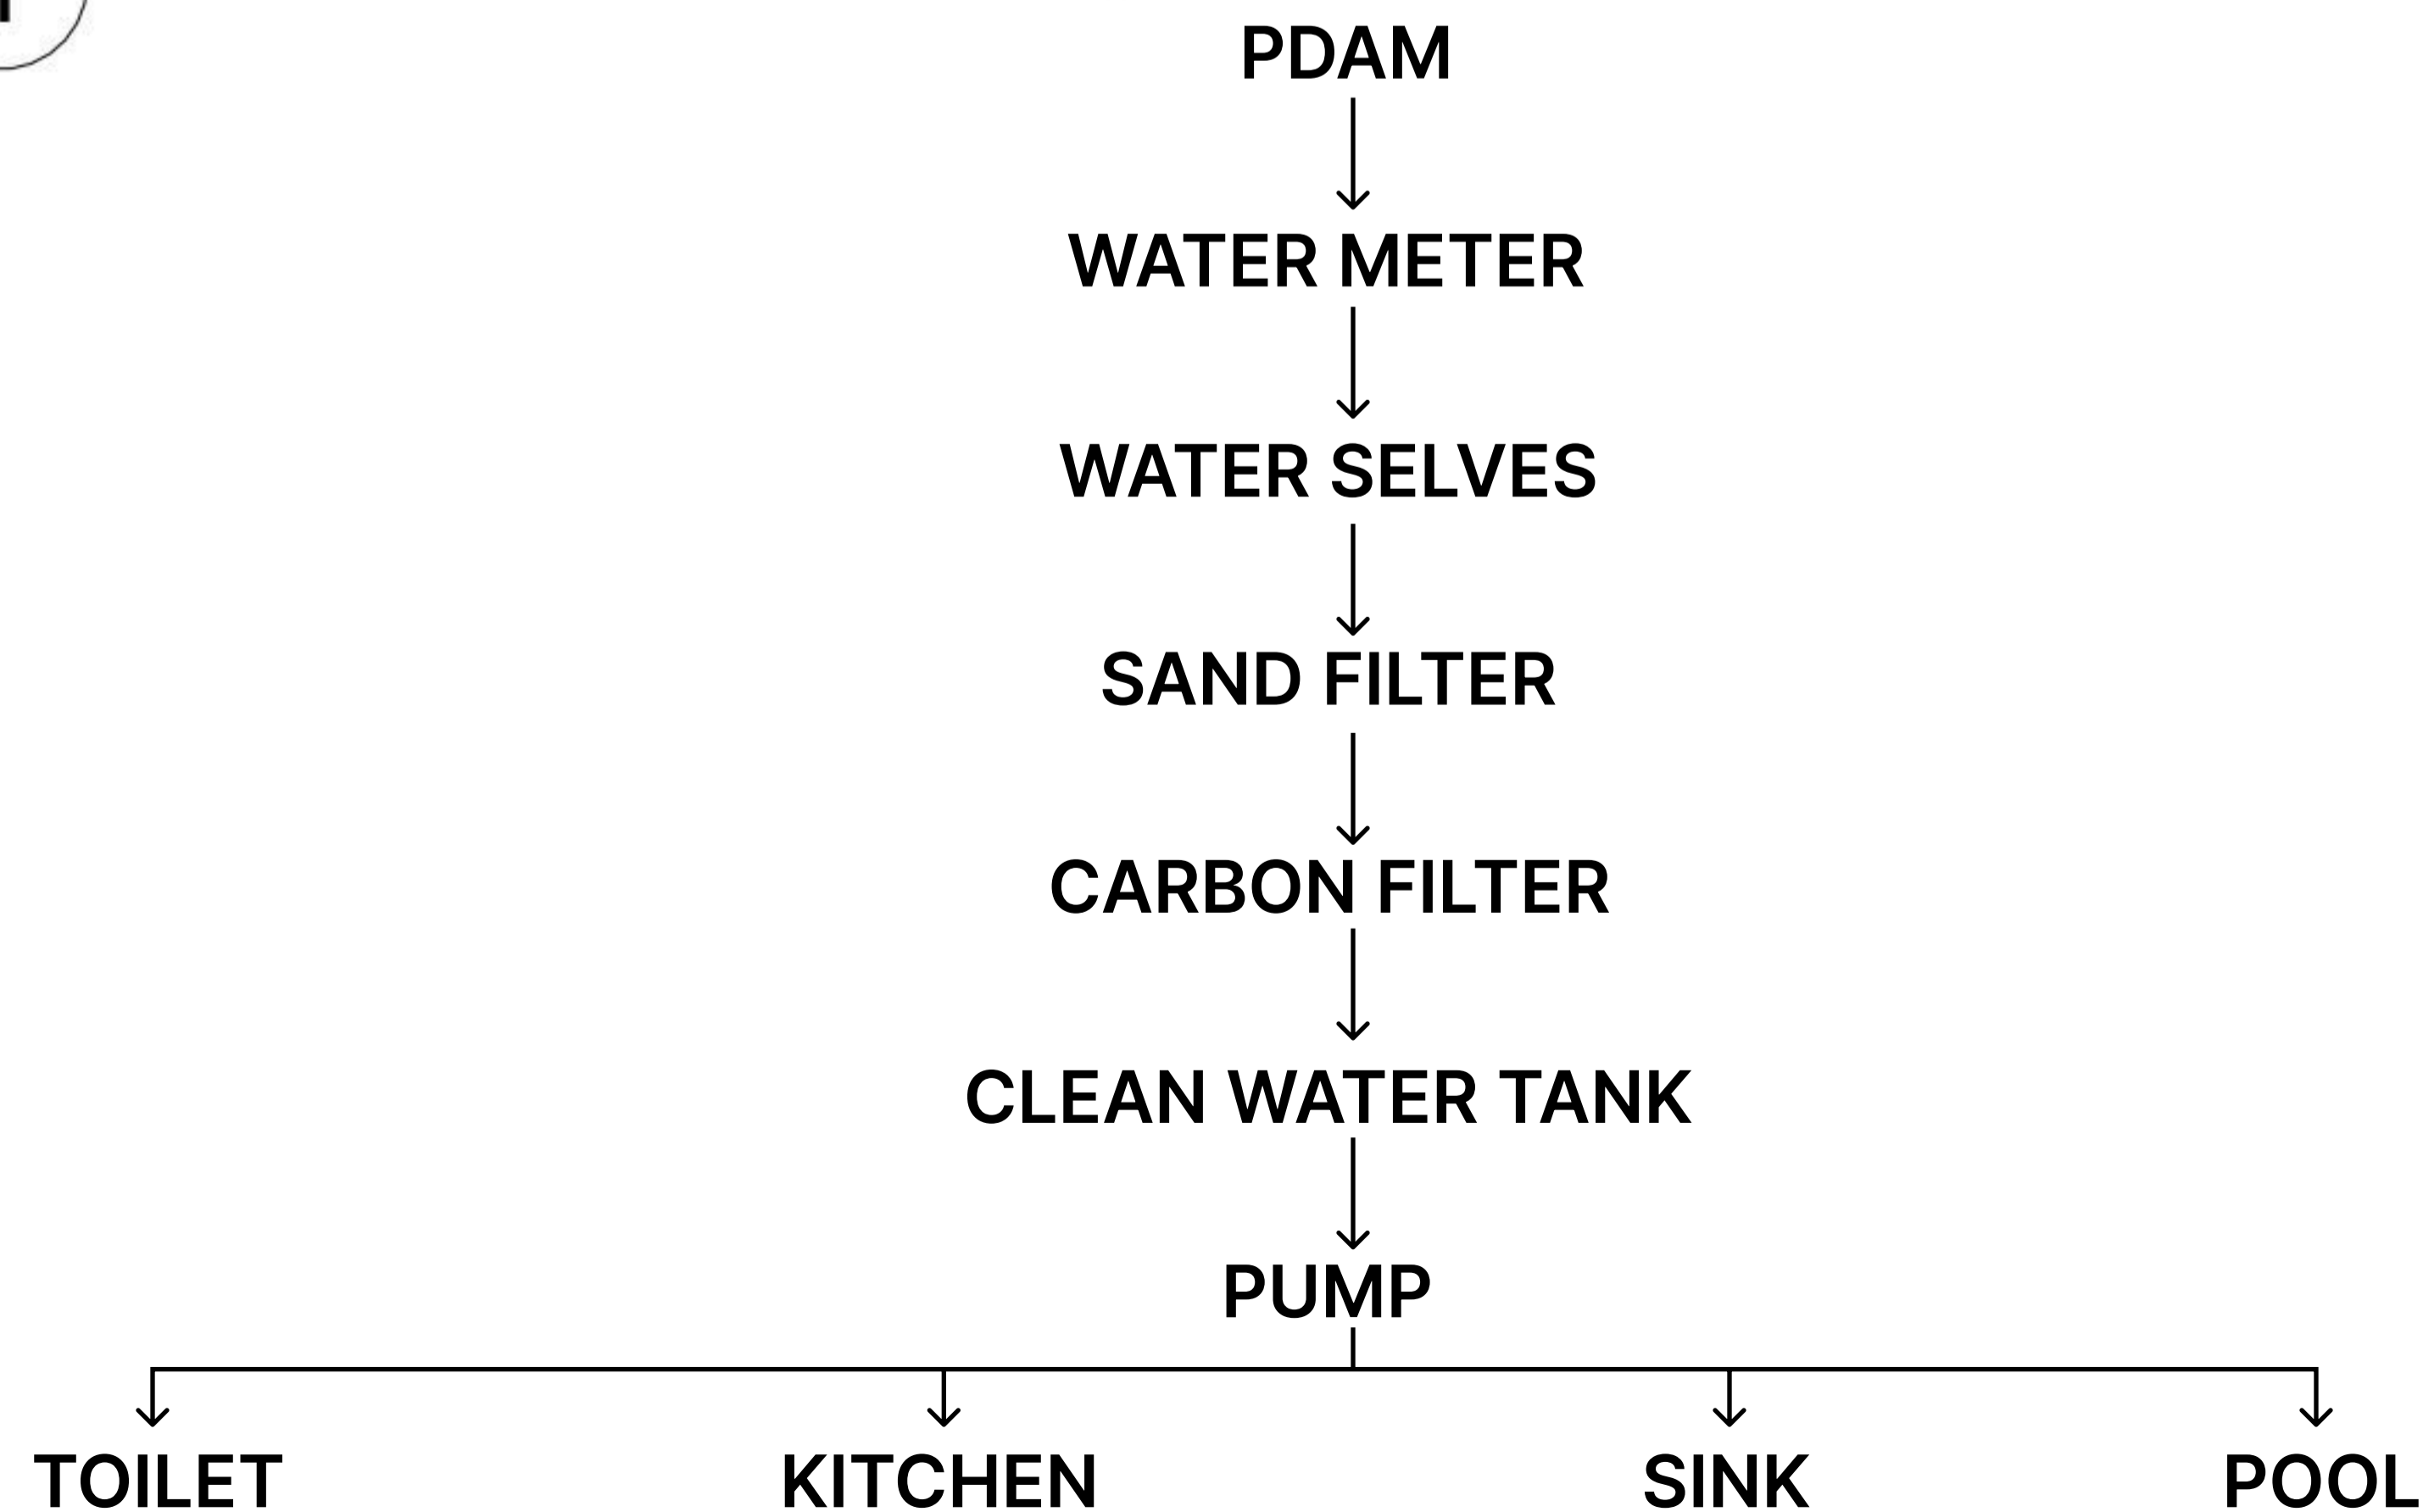 PDAM
WATER METER
WATER SELVES
SAND FILTER
CARBON FILTER
CLEAN WATER TANK
PUMP
TOILET KITCHEN SINK POOL